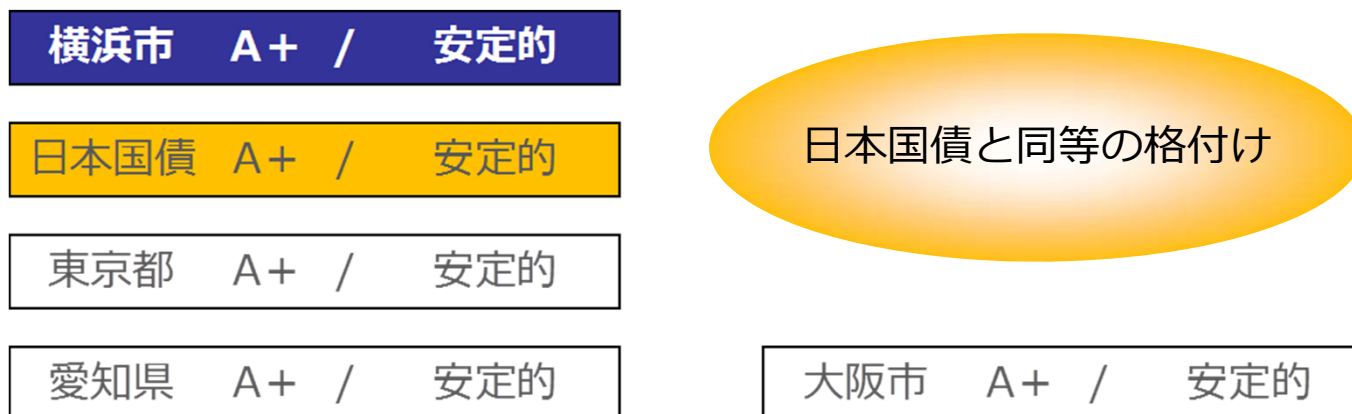 横浜市 A+ / 安定的
日本国債 A+ / 安定的
日本国債と同等の格付け
東京都 A+ / 安定的
愛知県 A+ / 安定的
大阪市 A+ / 安定的